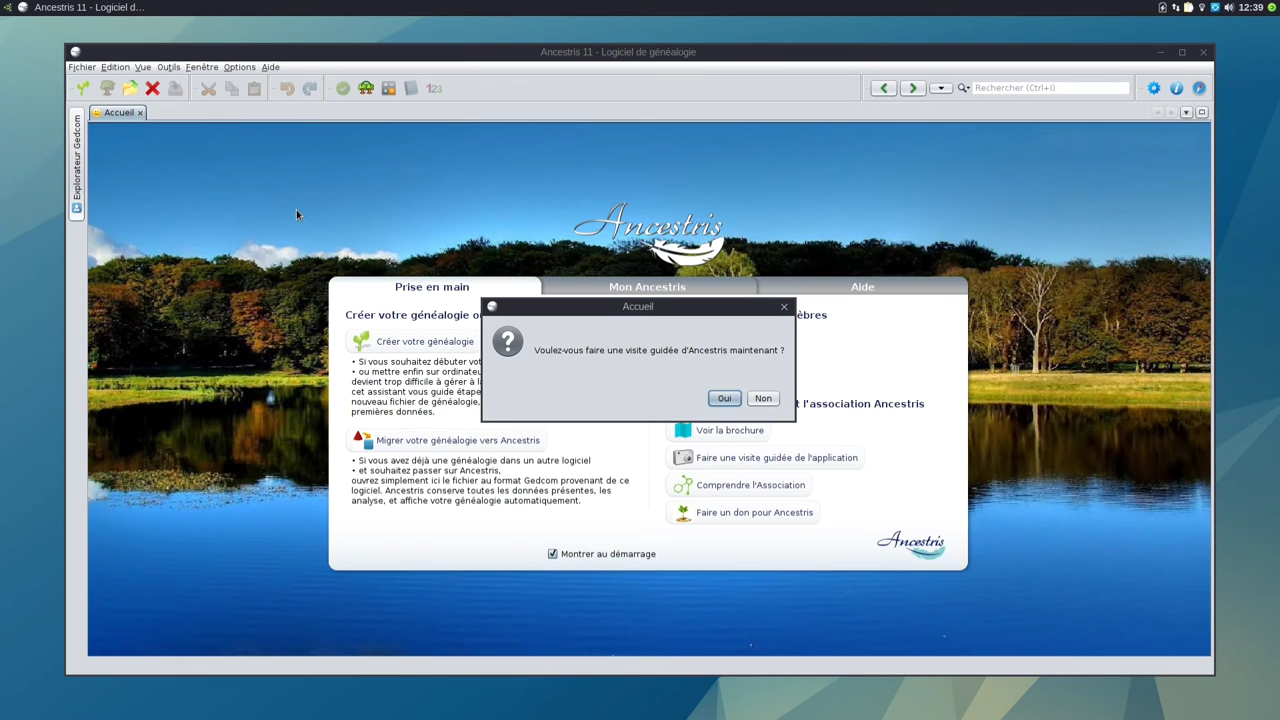 Ancestris 11 - Logiciel d...
12:39
Ancestris 11 - Logiciel de généalogie
Fichier Edition Vue Outils Fenêtre Options Aide
123
Rechercher (Ctrl+I)
Accueil
Explorateur Gedcom
Ancestris
Prise en main
Mon Ancestris
Aide
Créer votre généalogie
Créer votre généalogie
• Si vous souhaitez débuter
• ou mettre enfin sur ordinateur
devient trop difficile à gérer à
cet assistant vous guide
nouveau fichier de généalogie,
premières données.
Migrer votre généalogie vers Ancestris
• Si vous avez déjà une généalogie dans un autre logiciel
• et souhaitez passer sur Ancestris,
ouvrez simplement ici le fichier au format Gedcom provenant de ce
logiciel. Ancestris conserve toutes les données présentes, les
analyse, et affiche votre généalogie automatiquement.
Accueil
Voulez-vous faire une visite guidée d'Ancestris maintenant ?
Oui
Non
l'association Ancestris
Voir la brochure
Faire une visite guidée de l'application
Comprendre l'Association
Faire un don pour Ancestris
Montrer au démarrage
Ancestris